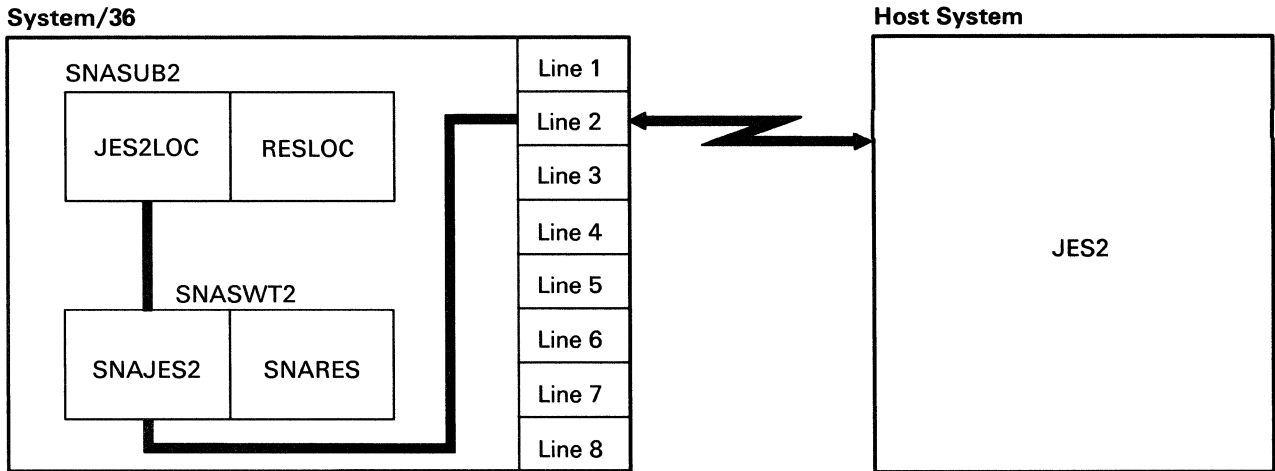 System/36
Host System
SNASUB2
JES2LOC
RESLOC
SNASWT2
SNAJES2
SNARES
Line 1
Line 2
Line 3
Line 4
Line 5
Line 6
Line 7
Line 8
JES2